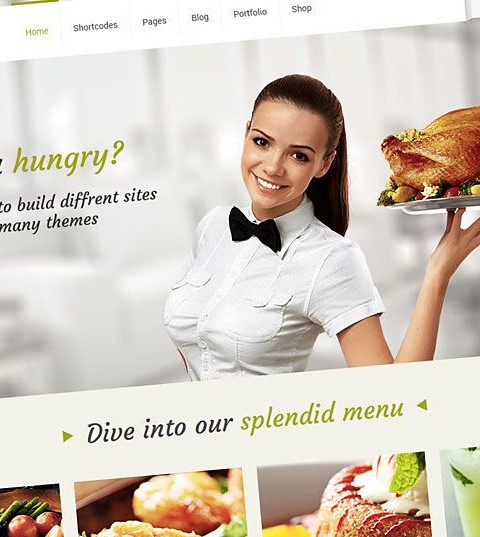 Home Shortcodes Pages Blog Portfolio Shop
hungry?
to build diffrent sites
many themes
Dive into our splendid menu